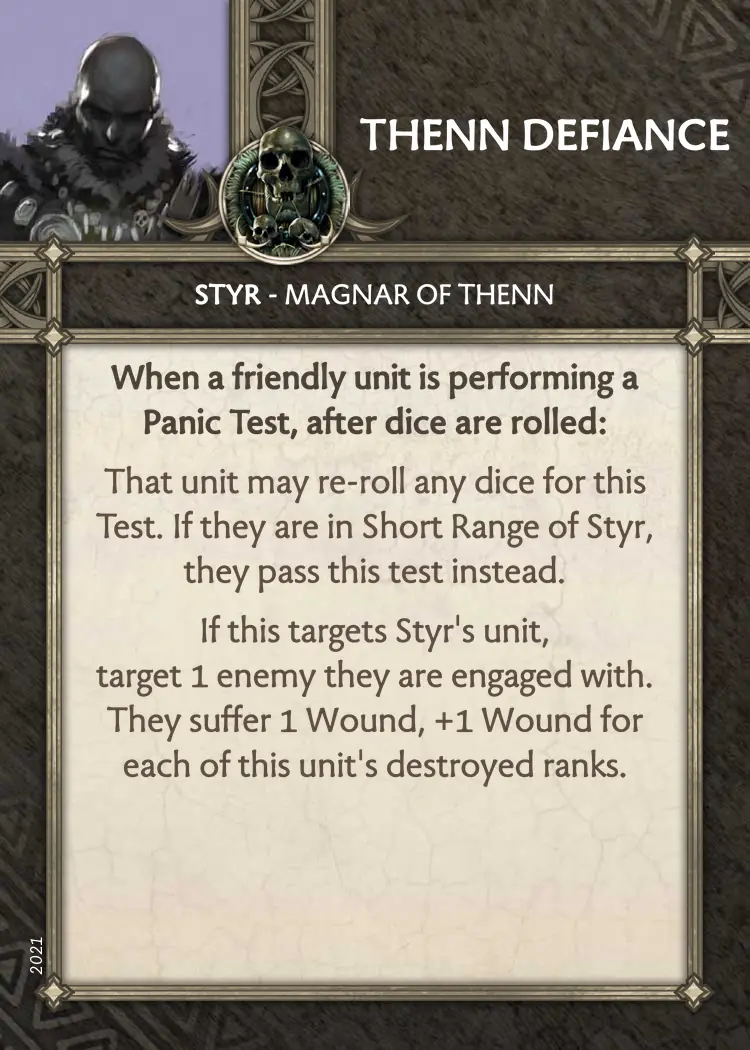 THENN DEFIANCE
STYR - MAGNAR OF THENN
When a friendly unit is performing a
Panic Test, after dice are rolled:
That unit may re-roll any dice for this
Test. If they are in Short Range of Styr,
they pass this test instead.
If this targets Styr's unit,
target 1 enemy they are engaged with.
They suffer 1 Wound, +1 Wound for
each of this unit's destroyed ranks.
2021